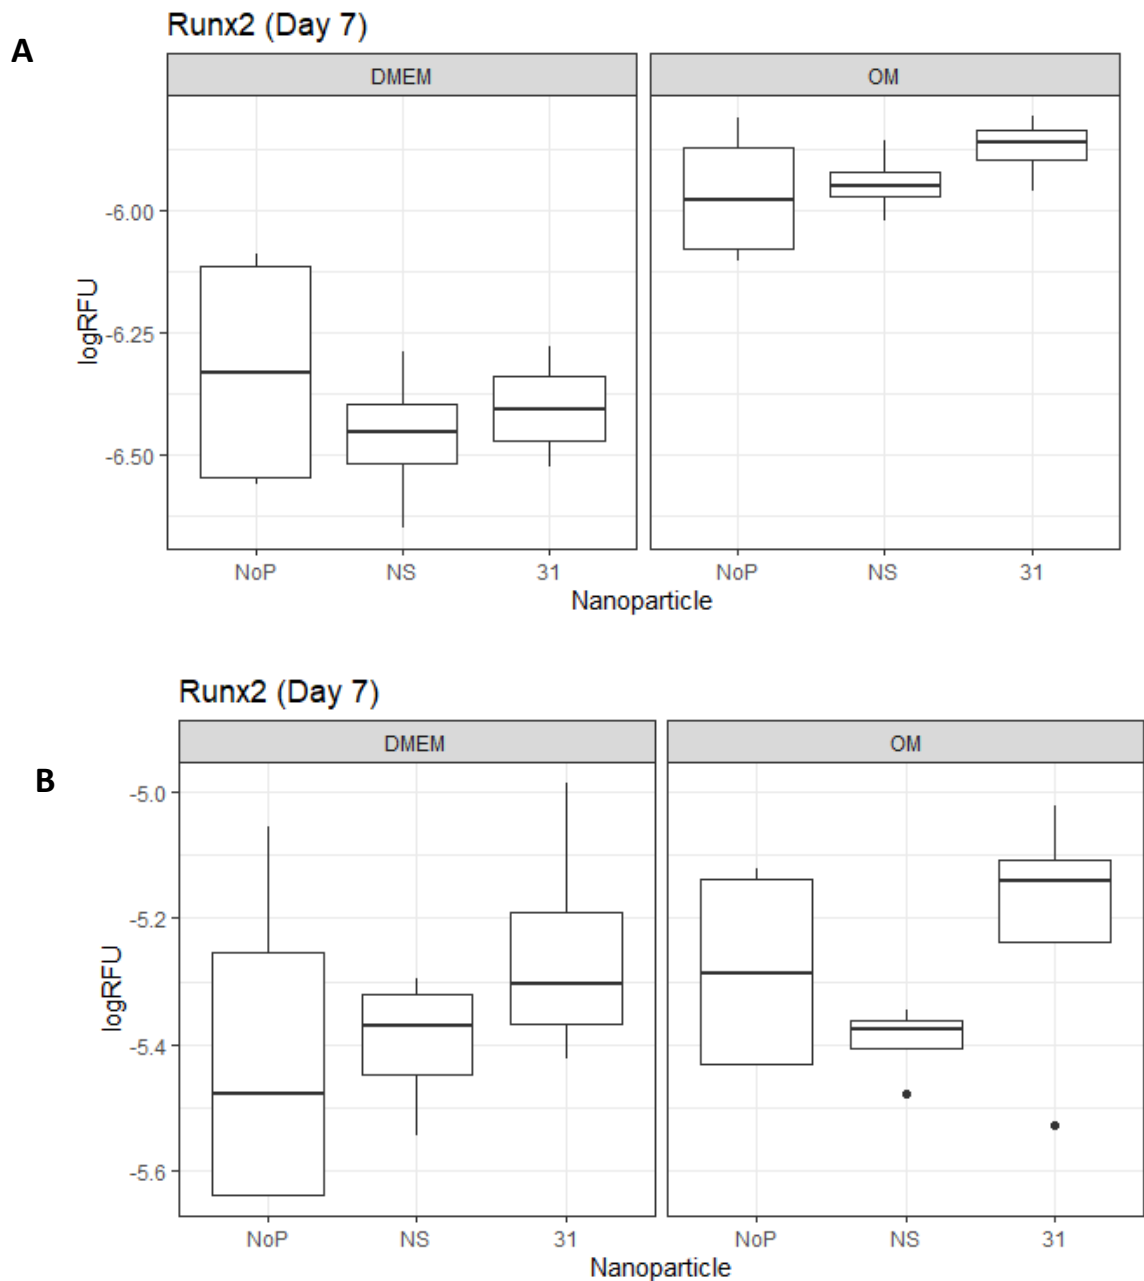 A
Runx2 (Day 7)
DMEM
OM
-6.00
-6.25
-6.50
logRFU
NoP
NS
31
NoP
NS
31
Nanoparticle
B
Runx2 (Day 7)
DMEM
OM
-5.0
-5.2
-5.4
-5.6
logRFU
NoP
NS
31
NoP
NS
31
Nanoparticle